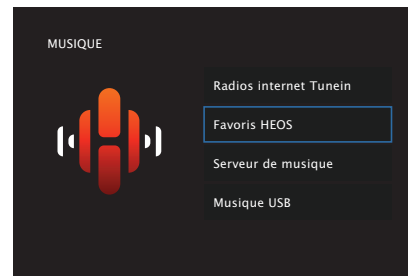 MUSIQUE
Radios internet Tunein
Favoris HEOS
Serveur de musique
Musique USB